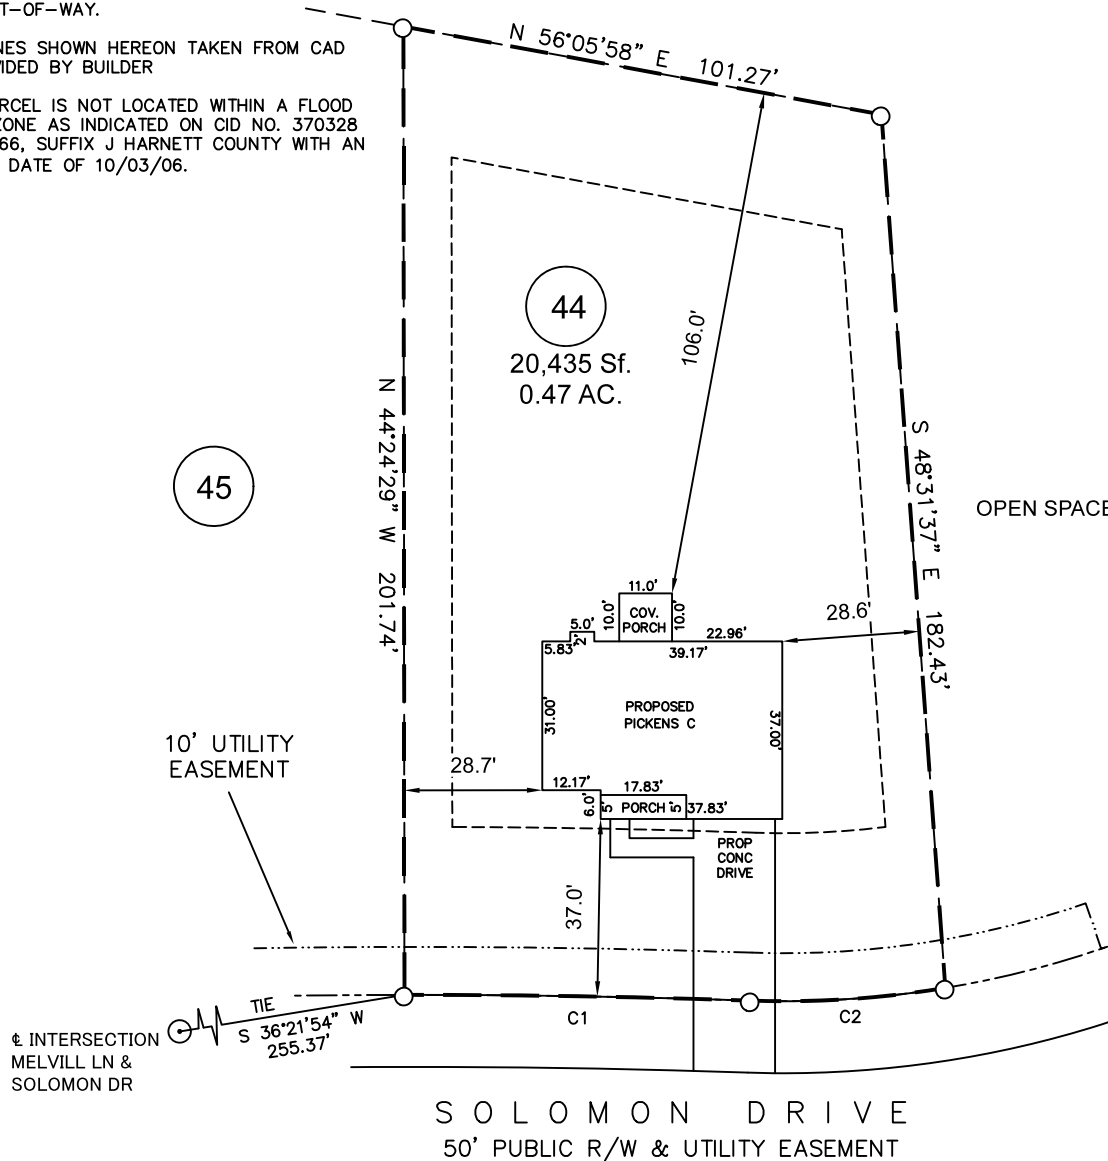 T-OF-WAY.
NES SHOWN HEREON TAKEN FROM CAD
VIDED BY BUILDER
RCEL IS NOT LOCATED WITHIN A FLOOD
ZONE AS INDICATED ON CID NO. 370328
66, SUFFIX J HARNETT COUNTY WITH AN
DATE OF 10/03/06.
N 56°05'58" E 101.27'
44
20,435 Sf.
0.47 AC.
106.0'
N 44°24'29" W 201.74'
45
S 48°31'37" E 182.43'
OPEN SPACE
11.0'
10.0'
COV.
PORCH
10.0'
5.0'
2'
5.83'
22.96'
39.17'
28.6'
31.00'
PROPOSED
PICKENS C
37.00'
10' UTILITY
EASEMENT
28.7'
12.17'
17.83'
6.0'
5'
PORCH
5'
37.83'
PROP
CONC
DRIVE
37.0'
TIE
S 36°21'54" W
255.37'
C1
C2
℄ INTERSECTION
MELVILL LN &
SOLOMON DR
SOLOMON DRIVE
50' PUBLIC R/W & UTILITY EASEMENT